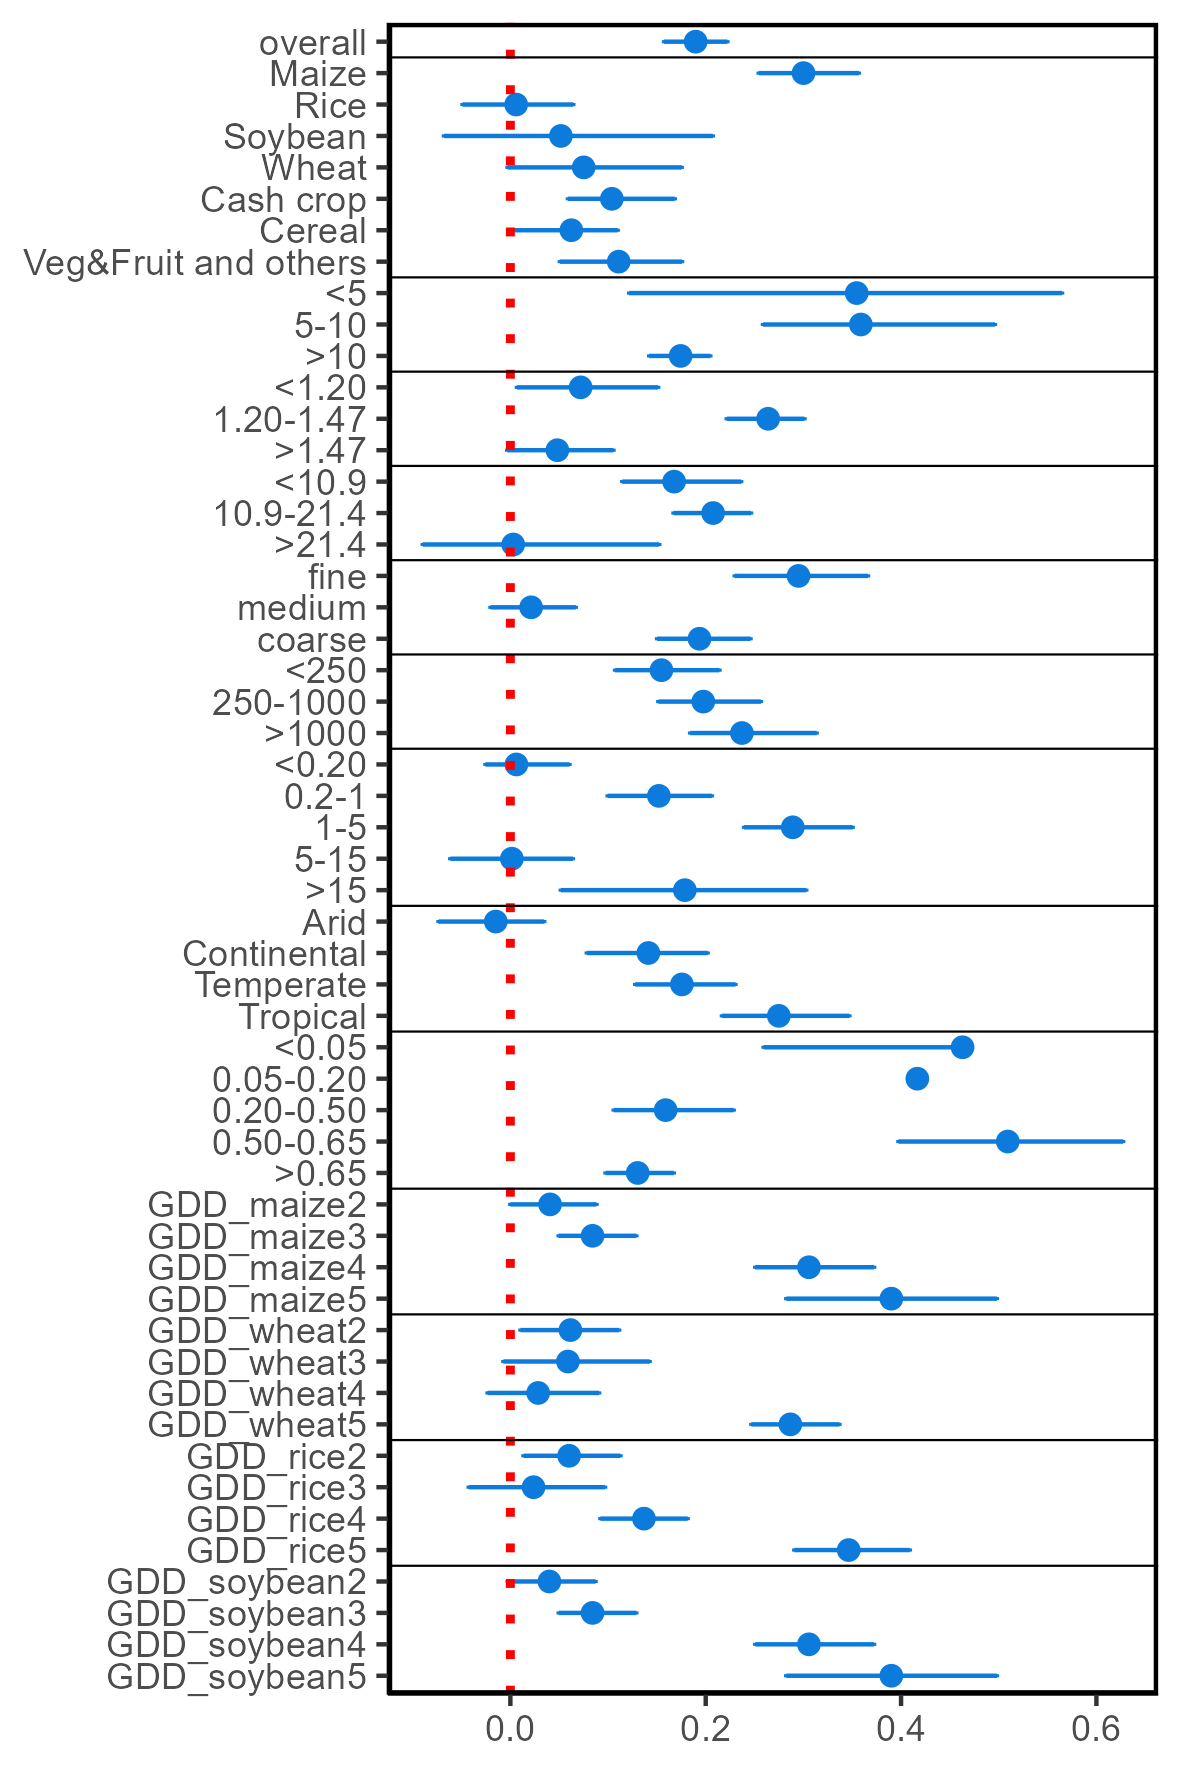 overall
Maize
Rice
Soybean
Wheat
Cash crop
Cereal
Veg&Fruit and others
<5
5-10
>10
<1.20
1.20-1.47
>1.47
<10.9
10.9-21.4
>21.4
fine
medium
coarse
<250
250-1000
>1000
<0.20
0.2-1
1-5
5-15
>15
Arid
Continental
Temperate
Tropical
<0.05
0.05-0.20
0.20-0.50
0.50-0.65
>0.65
GDD_maize2
GDD_maize3
GDD_maize4
GDD_maize5
GDD_wheat2
GDD_wheat3
GDD_wheat4
GDD_wheat5
GDD_rice2
GDD_rice3
GDD_rice4
GDD_rice5
GDD_soybean2
GDD_soybean3
GDD_soybean4
GDD_soybean5
0.0 0.2 0.4 0.6